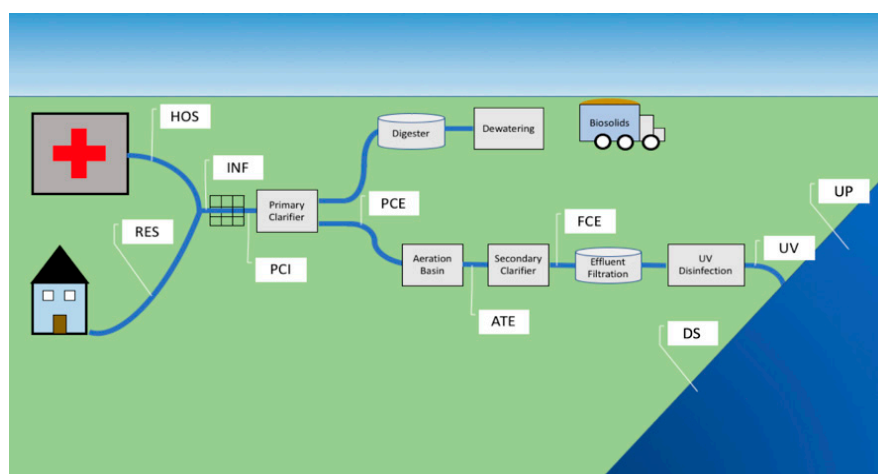 HOS
Digester
Dewatering
Biosolids
INF
Primary
Clarifier
PCE
UP
RES
FCE
PCI
Aeration
Basin
Secondary
Clarifier
Effluent
Filtration
UV
Disinfection
UV
ATE
DS